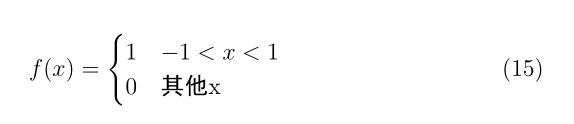 f(x) = { 1  −1 < x < 1
0  其他x  (15)